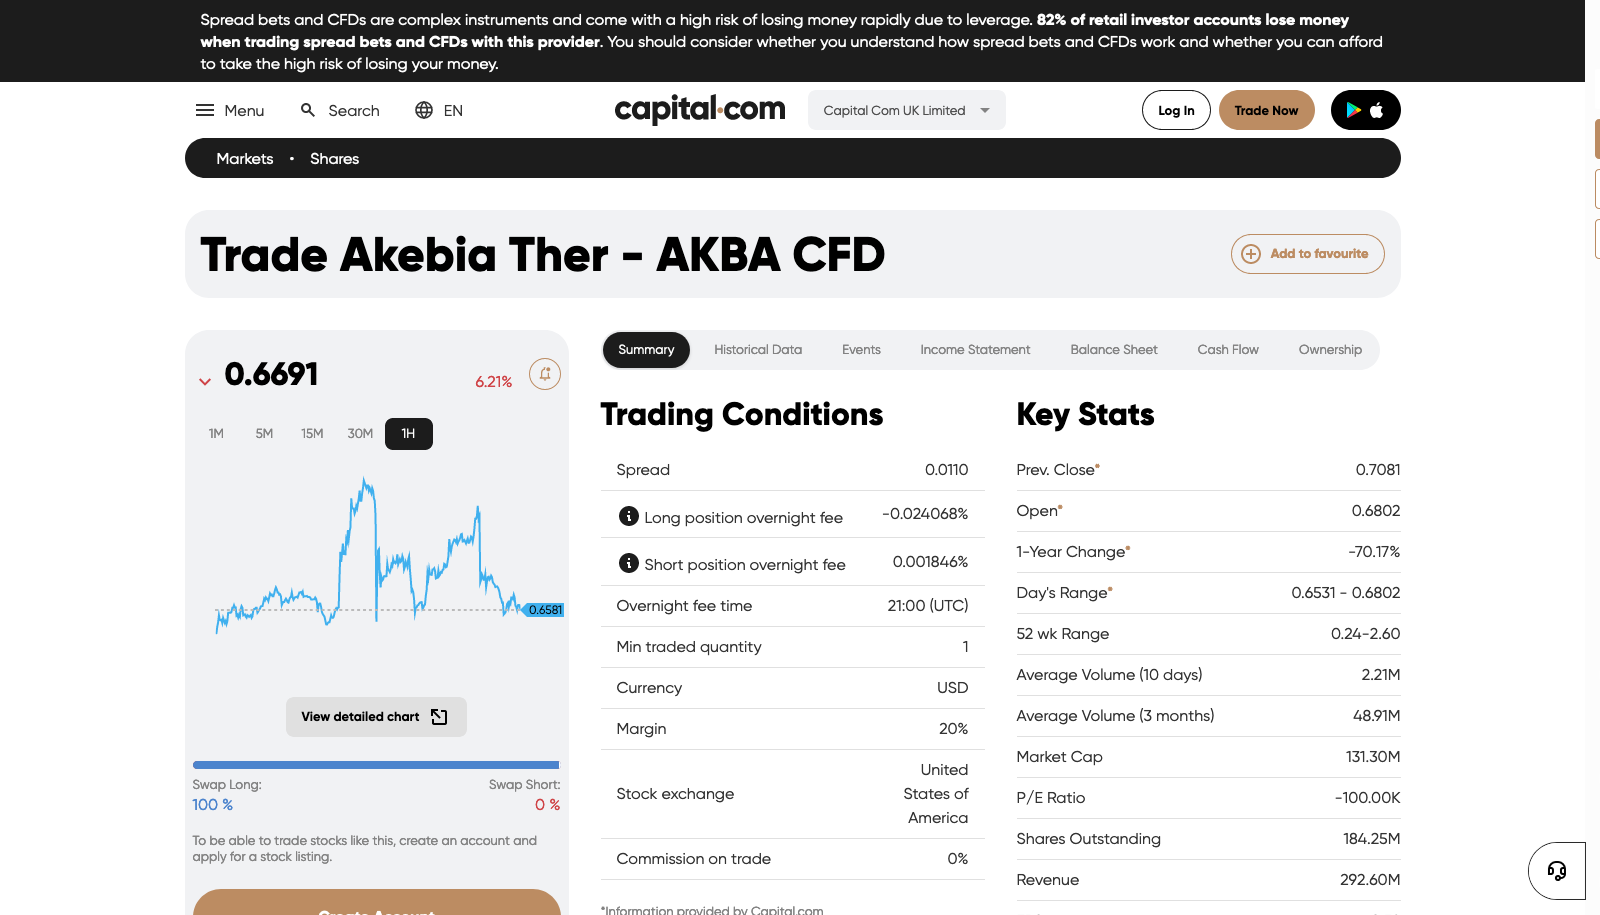 Spread bets and CFDs are complex instruments and come with a high risk of losing money rapidly due to leverage. 82% of retail investor accounts lose money
when trading spread bets and CFDs with this provider. You should consider whether you understand how spread bets and CFDs work and whether you can afford
to take the high risk of losing your money.
Menu
Search
EN
capital.com
Capital Com UK Limited
Log In
Trade Now
Markets • Shares
Trade Akebia Ther - AKBA CFD
Add to favourite
0.6691
6.21%
1M 5M 15M 30M 1H
0.6581
View detailed chart
Swap Long: Swap Short:
100 % 0 %
To be able to trade stocks like this, create an account and
apply for a stock listing.
Create Account
Summary Historical Data Events Income Statement Balance Sheet Cash Flow Ownership
Trading Conditions
Spread 0.0110
Long position overnight fee -0.024068%
Short position overnight fee 0.001846%
Overnight fee time 21:00 (UTC)
Min traded quantity 1
Currency USD
Margin 20%
Stock exchange United
States of
America
Commission on trade 0%
*Information provided by Capital.com
Key Stats
Prev. Close* 0.7081
Open* 0.6802
1-Year Change* -70.17%
Day's Range* 0.6531 - 0.6802
52 wk Range 0.24-2.60
Average Volume (10 days) 2.21M
Average Volume (3 months) 48.91M
Market Cap 131.30M
P/E Ratio -100.00K
Shares Outstanding 184.25M
Revenue 292.60M